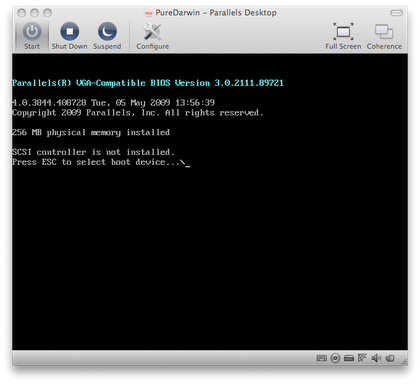 PureDarwin - Parallels Desktop
Start Shut Down Suspend Configure Full Screen Coherence
Parallels(R) VGA-Compatible BIOS Version 3.0.2111.89721
4.0.3844.408728 Tue, 05 May 2009 13:56:39
Copyright 2009 Parallels, Inc. All rights reserved.
256 MB physical memory installed
SCSI controller is not installed.
Press ESC to select boot device...\_